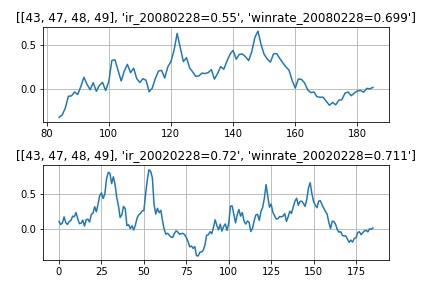 [[43, 47, 48, 49], 'ir_20080228=0.55', 'winrate_20080228=0.699']
0.5
0.0
80 100 120 140 160 180
[[43, 47, 48, 49], 'ir_20020228=0.72', 'winrate_20020228=0.711']
0.5
0.0
0 25 50 75 100 125 150 175